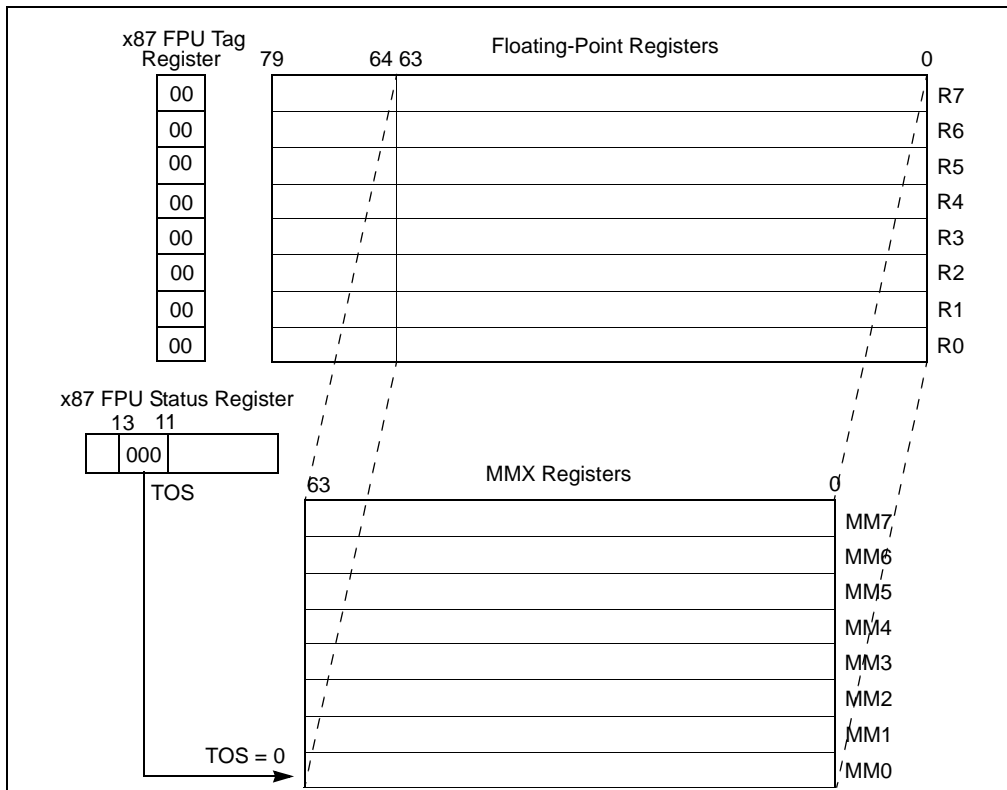 x87 FPU Tag
Register
Floating-Point Registers
79
64 63
0
00
R7
00
R6
00
R5
00
R4
00
R3
00
R2
00
R1
00
R0
x87 FPU Status Register
13
11
000
TOS
MMX Registers
63
0
MM7
MM6
MM5
MM4
MM3
MM2
MM1
TOS = 0
MM0